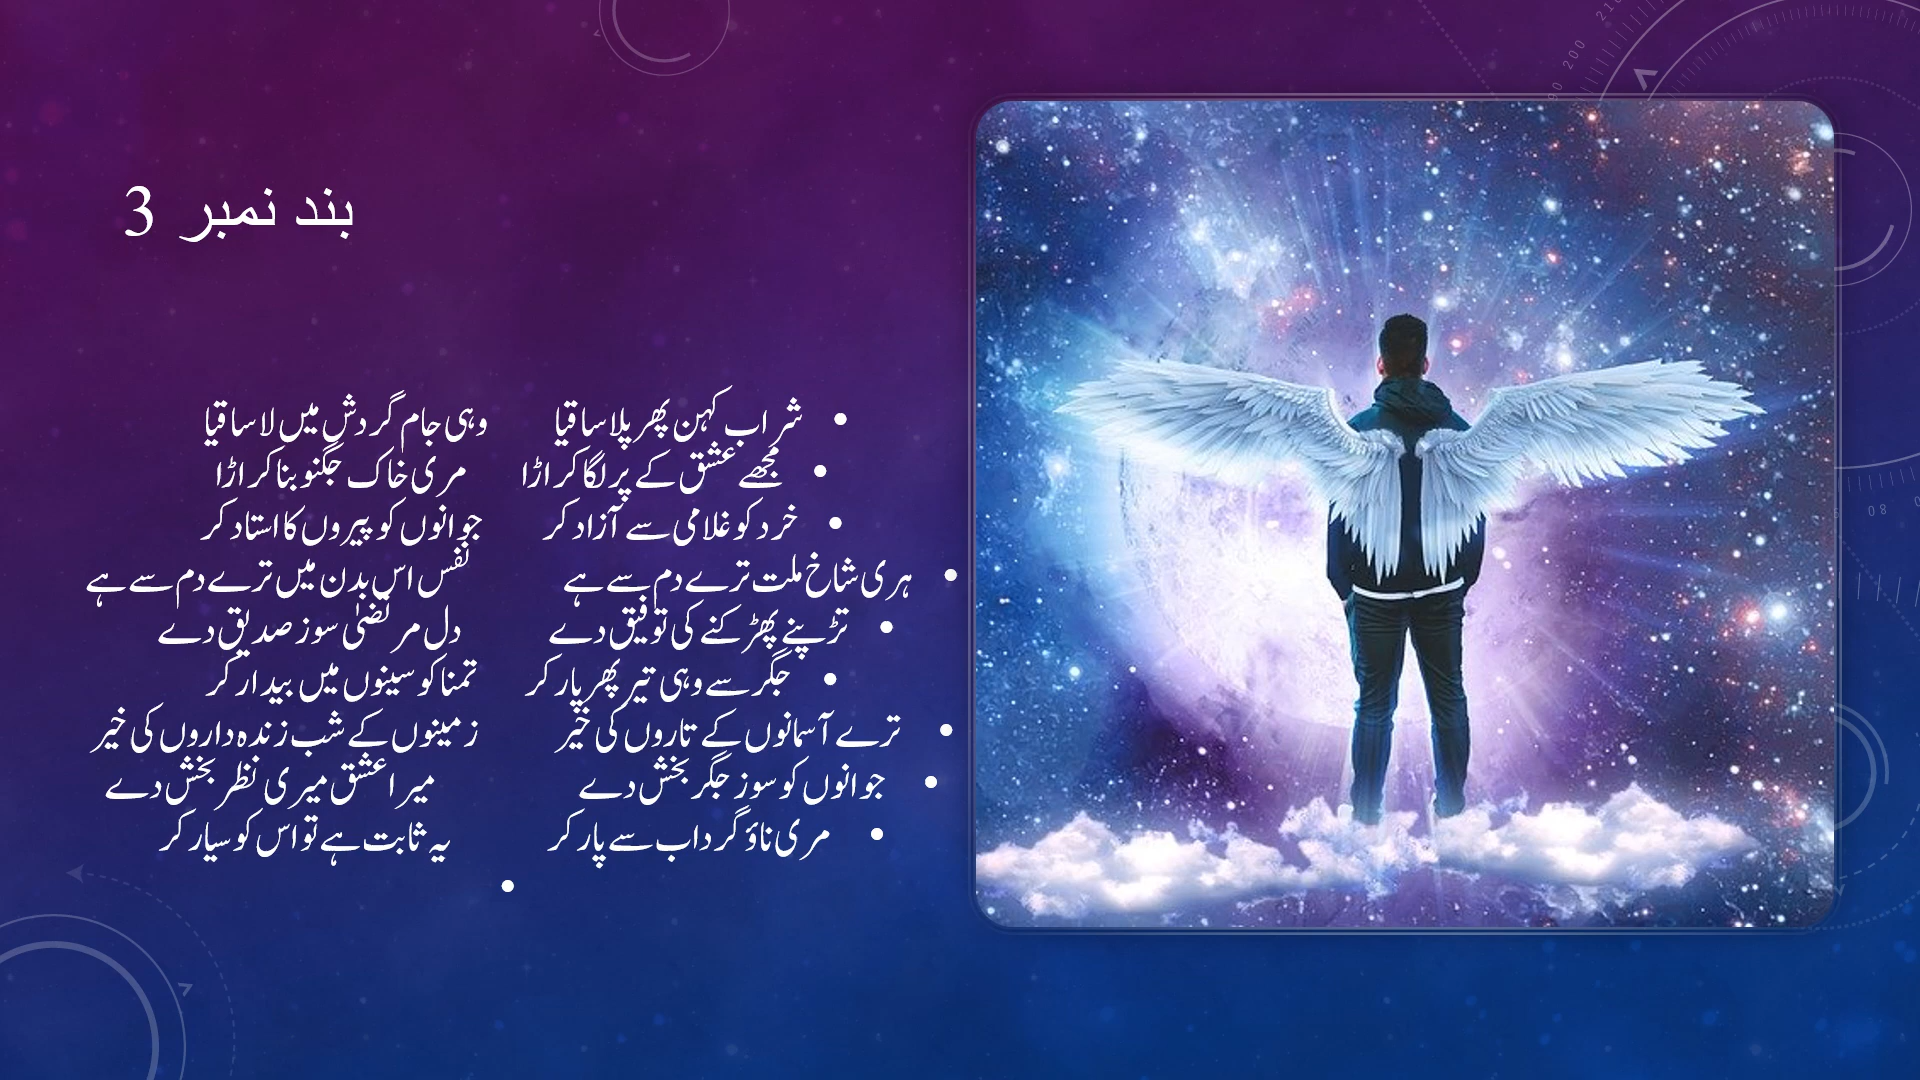 بند نمبر 3
شراب کہن پھر پلا ساقیا وہی جام گردش میں لا ساقیا
مجھے عشق کے پر لگا کر اڑا مری خاک جگنو بنا کر اڑا
خرد کو غلامی سے آزاد کر جوانوں کو پیروں کا استاد کر
ہری شاخ ملت ترے دم سے ہے نفس اس بدن میں ترے دم سے ہے
تڑپنے پھڑکنے کی توفیق دے دل مرتضیٰ سوز صدیق دے
جگر سے وہی تیر پھر پار کر تمنا کو سینوں میں بیدار کر
ترے آسمانوں کے تاروں کی خیر زمینوں کے شب زندہ داروں کی خیر
جوانوں کو سوز جگر بخش دے میرا عشق میری نظر بخش دے
مری ناؤ گرداب سے پار کر یہ ثابت ہے تو اس کو سیار کر
210
200
90
80